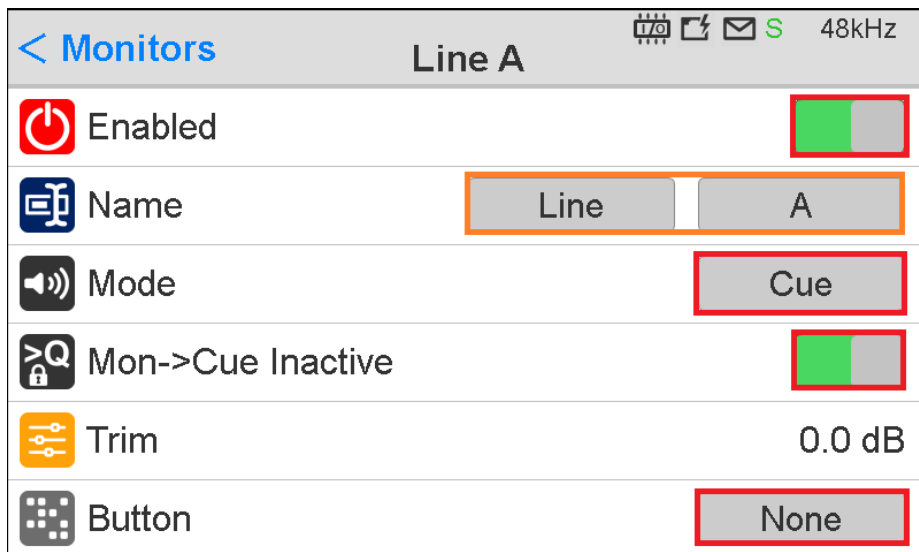 < Monitors
Line A
I/O
S
48kHz
Enabled
Name
Line
A
Mode
Cue
>Q
Mon->Cue Inactive
Trim
0.0 dB
Button
None